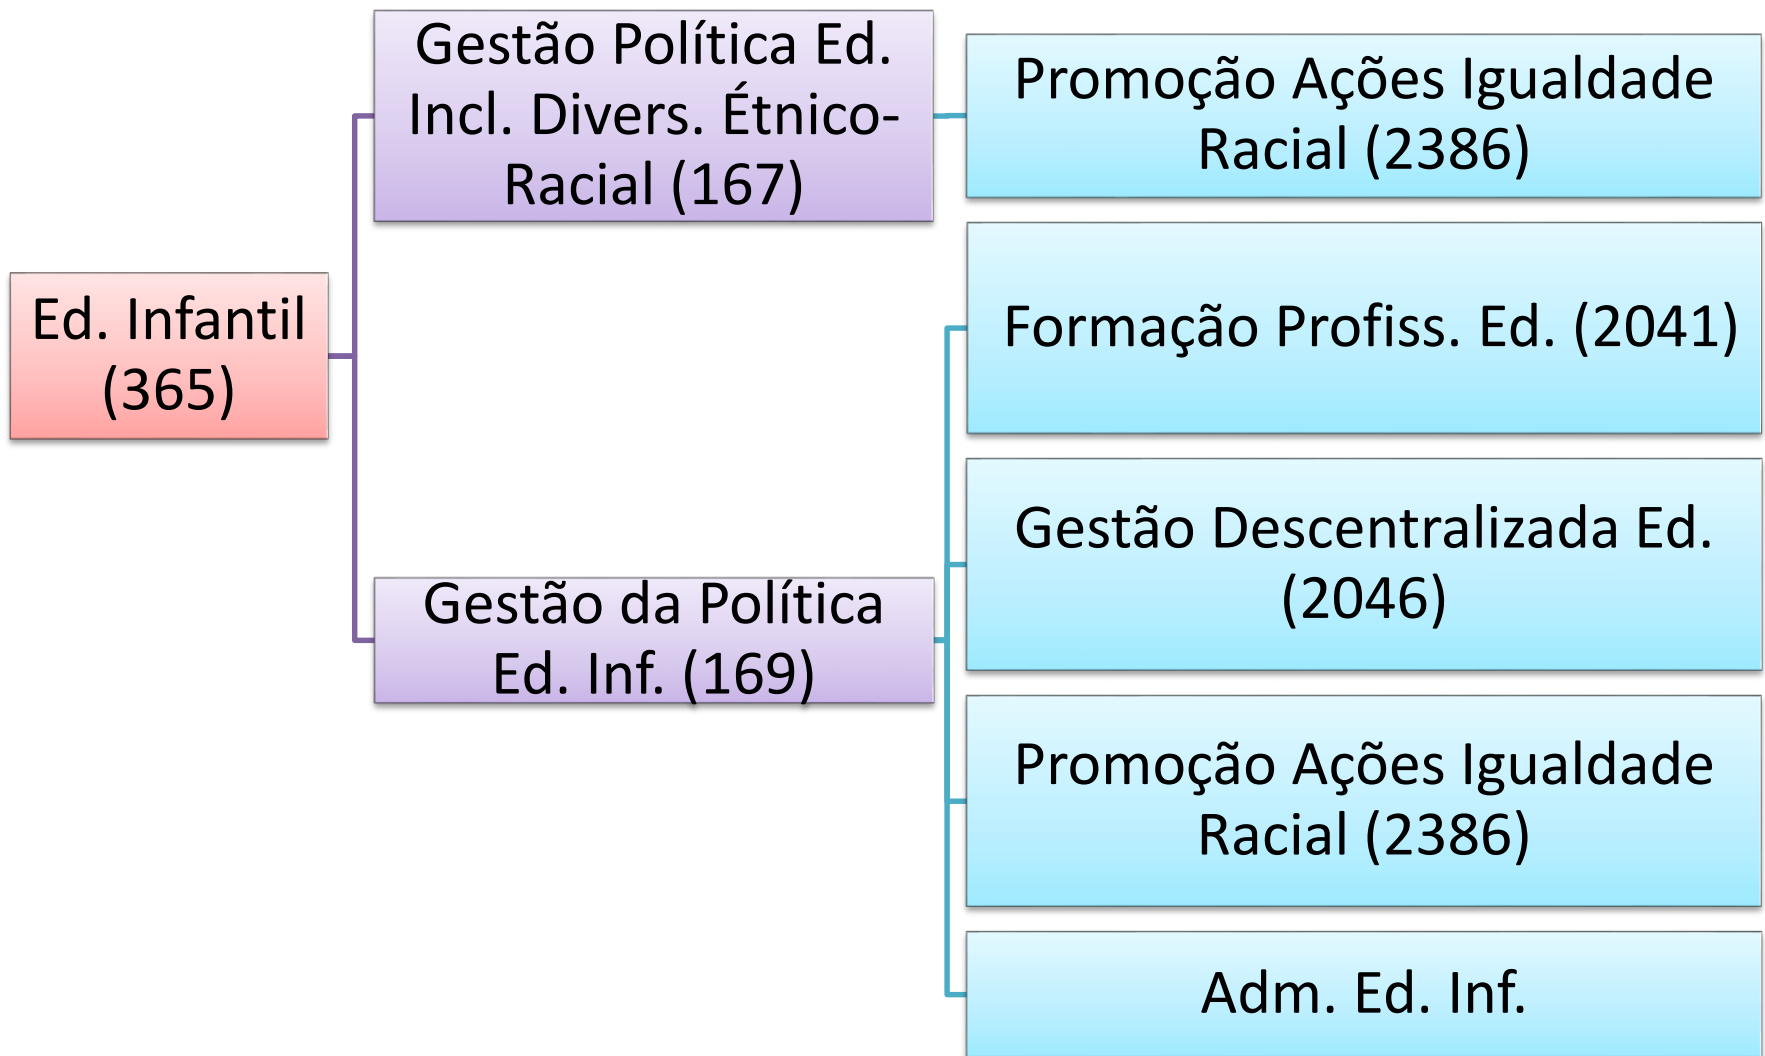 Ed. Infantil
(365)
Gestão Política Ed.
Incl. Divers. Étnico-
Racial (167)
Promoção Ações Igualdade
Racial (2386)
Gestão da Política
Ed. Inf. (169)
Formação Profiss. Ed. (2041)
Gestão Descentralizada Ed.
(2046)
Promoção Ações Igualdade
Racial (2386)
Adm. Ed. Inf.